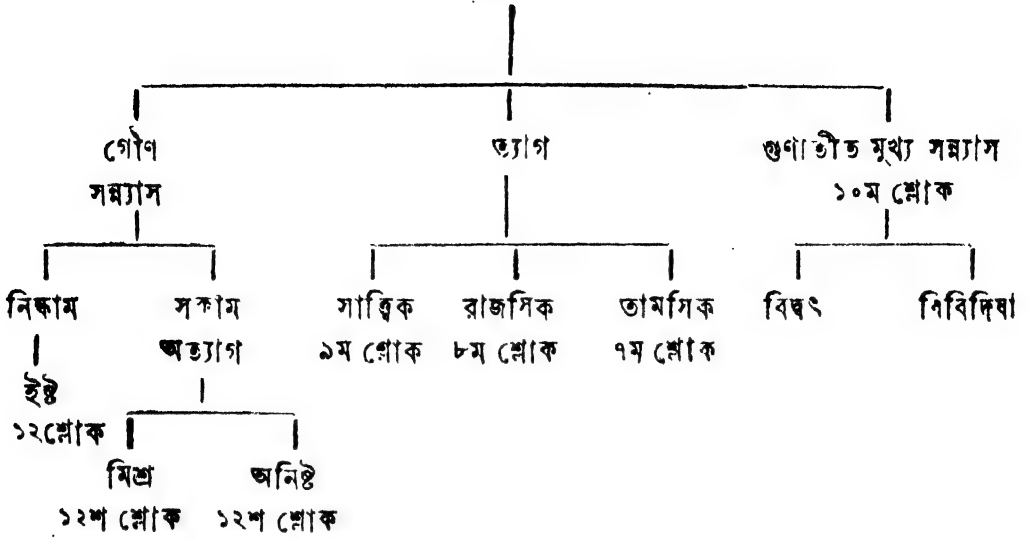 গৌণ ত্যাগ গুণাতীত মুখ্য সন্ন্যাস
সন্ন্যাস ১০ম শ্লোক
নিষ্কাম সকাম সাত্ত্বিক রাজসিক তামসিক বিদ্বৎ বিবিদিষা
অত্যাগ ৯ম শ্লোক ৮ম শ্লোক ৭ম শ্লোক
ইষ্ট
১২শ্লোক
মিশ্র অনিষ্ট
১২শ শ্লোক ১২শ শ্লোক